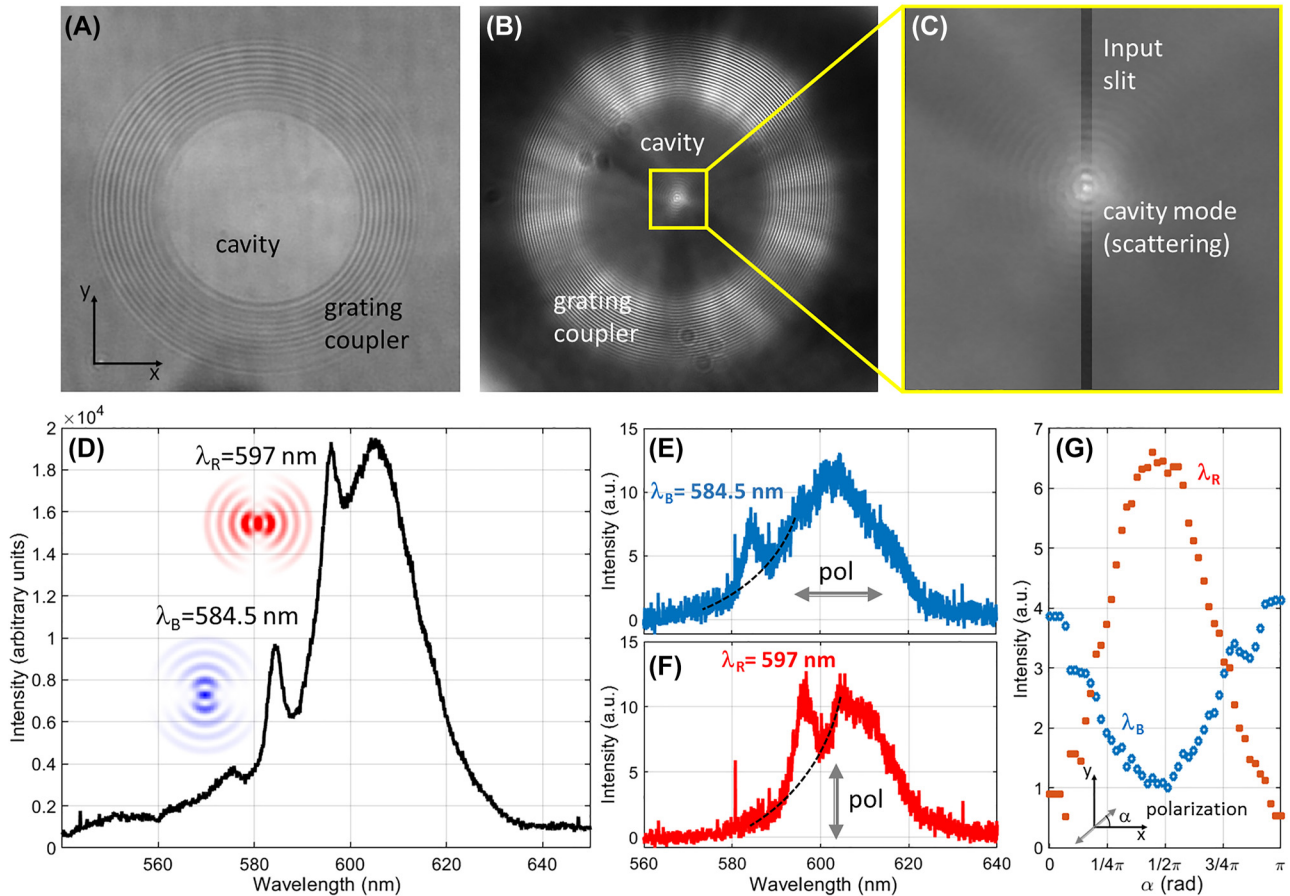 (A)
cavity
grating
coupler
y
x
(B)
cavity
grating
coupler
(C)
Input
slit
cavity mode
(scattering)
(D)
×10⁴
2
1.8
1.6
1.4
1.2
1
0.8
0.6
0.4
0.2
0
Intensity (arbitrary units)
λR=597 nm
λB=584.5 nm
560 580 600 620 640
Wavelength (nm)
(E)
15
10
5
0
Intensity (a.u.)
λB= 584.5 nm
pol
(F)
15
10
5
0
Intensity (a.u.)
λR= 597 nm
pol
560 580 600 620 640
Wavelength (nm)
(G)
7
6
5
4
3
2
1
0
Intensity (a.u.)
λR
λB
y
α
x
polarization
0 1/4π 1/2π 3/4π π
α (rad)